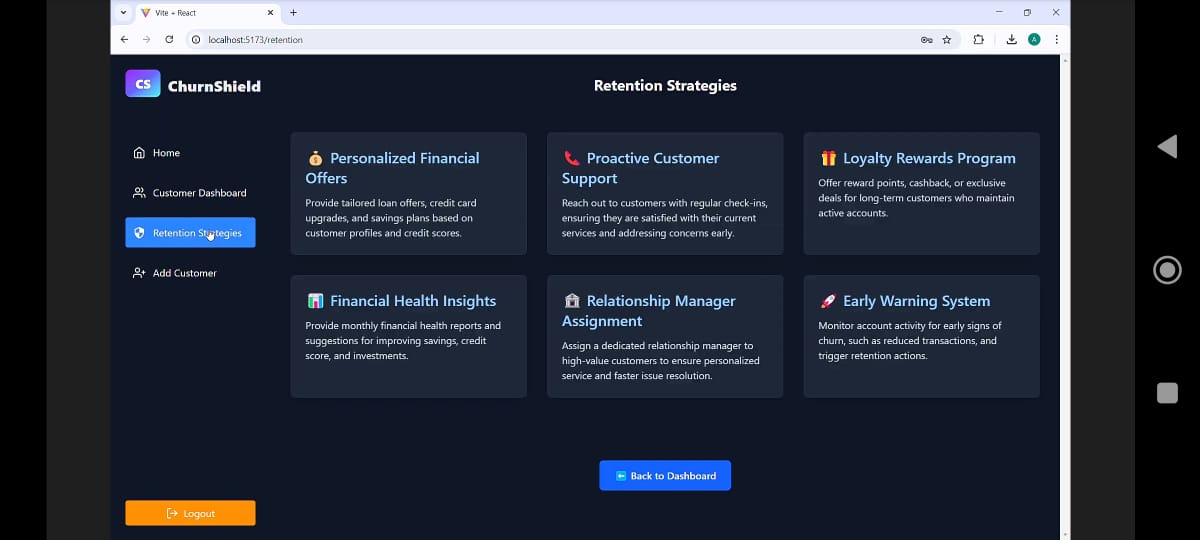 Vite + React
localhost:5173/retention
A
CS
ChurnShield
Retention Strategies
Home
Customer Dashboard
Retention Strategies
Add Customer
Logout
Personalized Financial
Offers
Provide tailored loan offers, credit card
upgrades, and savings plans based on
customer profiles and credit scores.
Proactive Customer
Support
Reach out to customers with regular check-ins,
ensuring they are satisfied with their current
services and addressing concerns early.
Loyalty Rewards Program
Offer reward points, cashback, or exclusive
deals for long-term customers who maintain
active accounts.
Financial Health Insights
Provide monthly financial health reports and
suggestions for improving savings, credit
score, and investments.
Relationship Manager
Assignment
Assign a dedicated relationship manager to
high-value customers to ensure personalized
service and faster issue resolution.
Early Warning System
Monitor account activity for early signs of
churn, such as reduced transactions, and
trigger retention actions.
Back to Dashboard